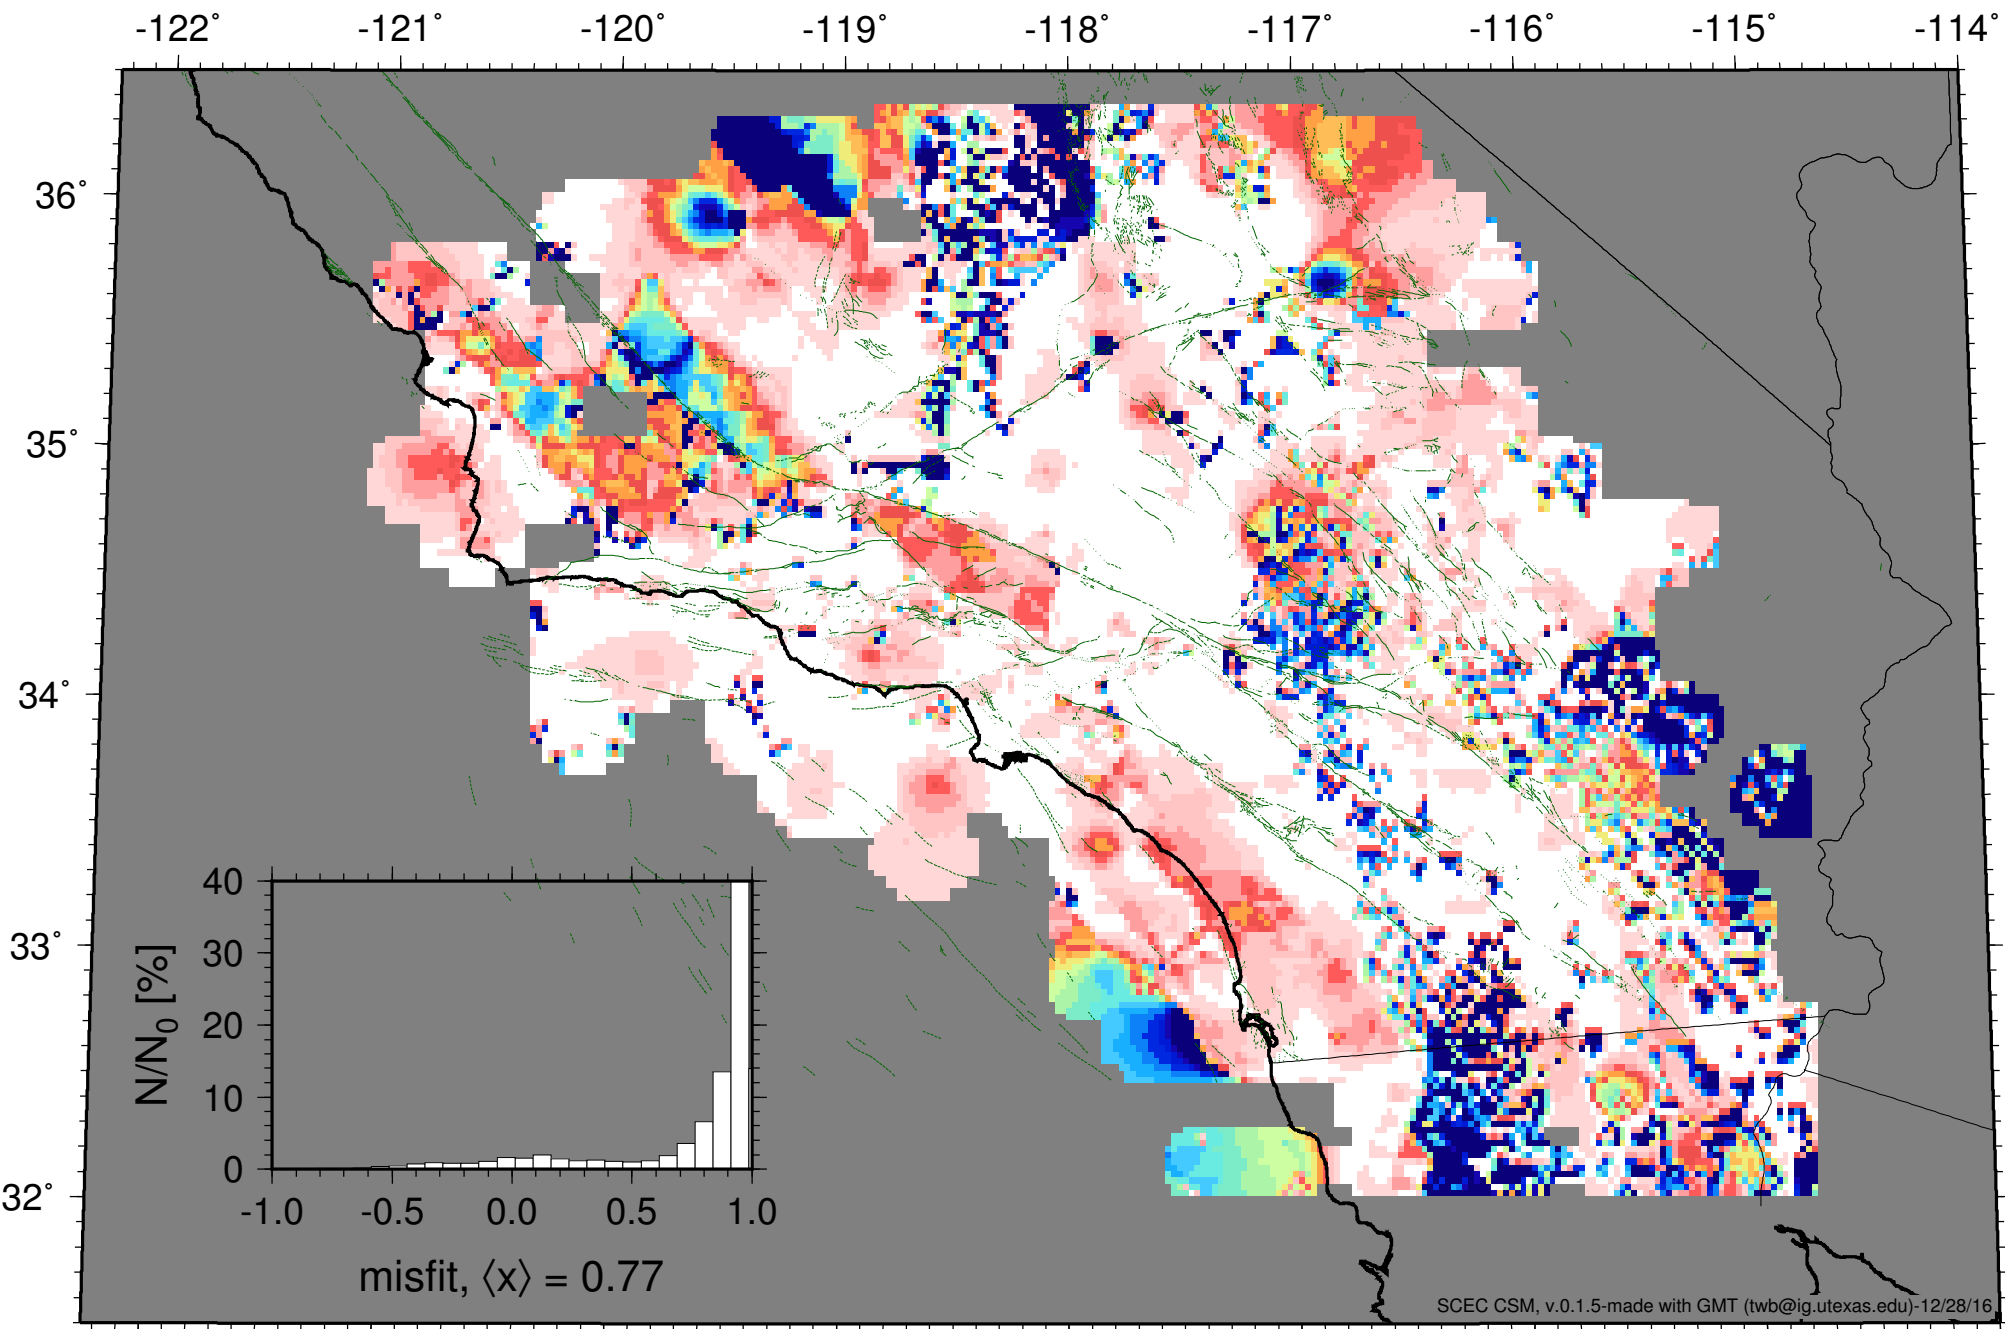 -122° -121° -120° -119° -118° -117° -116° -115° -114°
36°
35°
34°
33°
32°
40
30
20
10
0
N/N0 [%]
-1.0 -0.5 0.0 0.5 1.0
misfit, ⟨x⟩ = 0.77
SCEC CSM, v.0.1.5-made with GMT (twb@ig.utexas.edu)-12/28/16